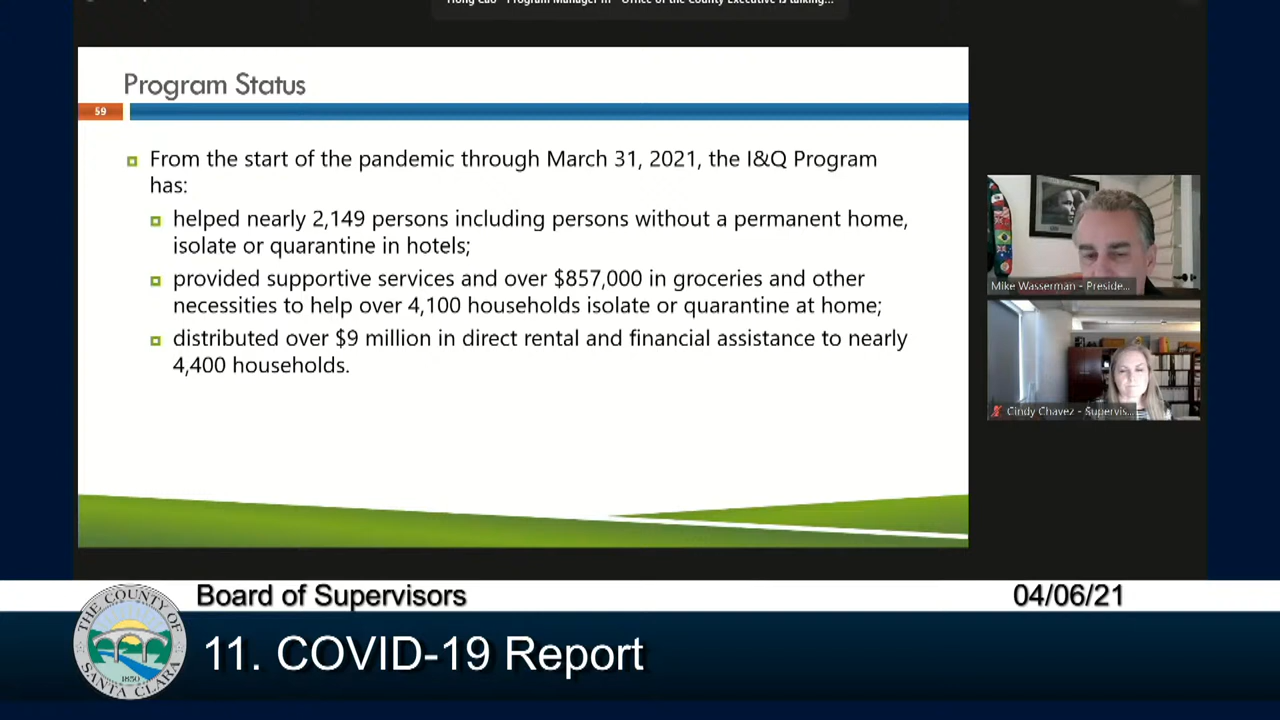 Hong Cao - Program Manager III - Office of the County Executive is talking...
Program Status
59
From the start of the pandemic through March 31, 2021, the I&Q Program
has:
helped nearly 2,149 persons including persons without a permanent home,
isolate or quarantine in hotels;
provided supportive services and over $857,000 in groceries and other
necessities to help over 4,100 households isolate or quarantine at home;
distributed over $9 million in direct rental and financial assistance to nearly
4,400 households.
Mike Wasserman - Preside...
Cindy Chavez - Supervis...
Board of Supervisors
04/06/21
THE COUNTY OF
SANTA CLARA
1850
11. COVID-19 Report